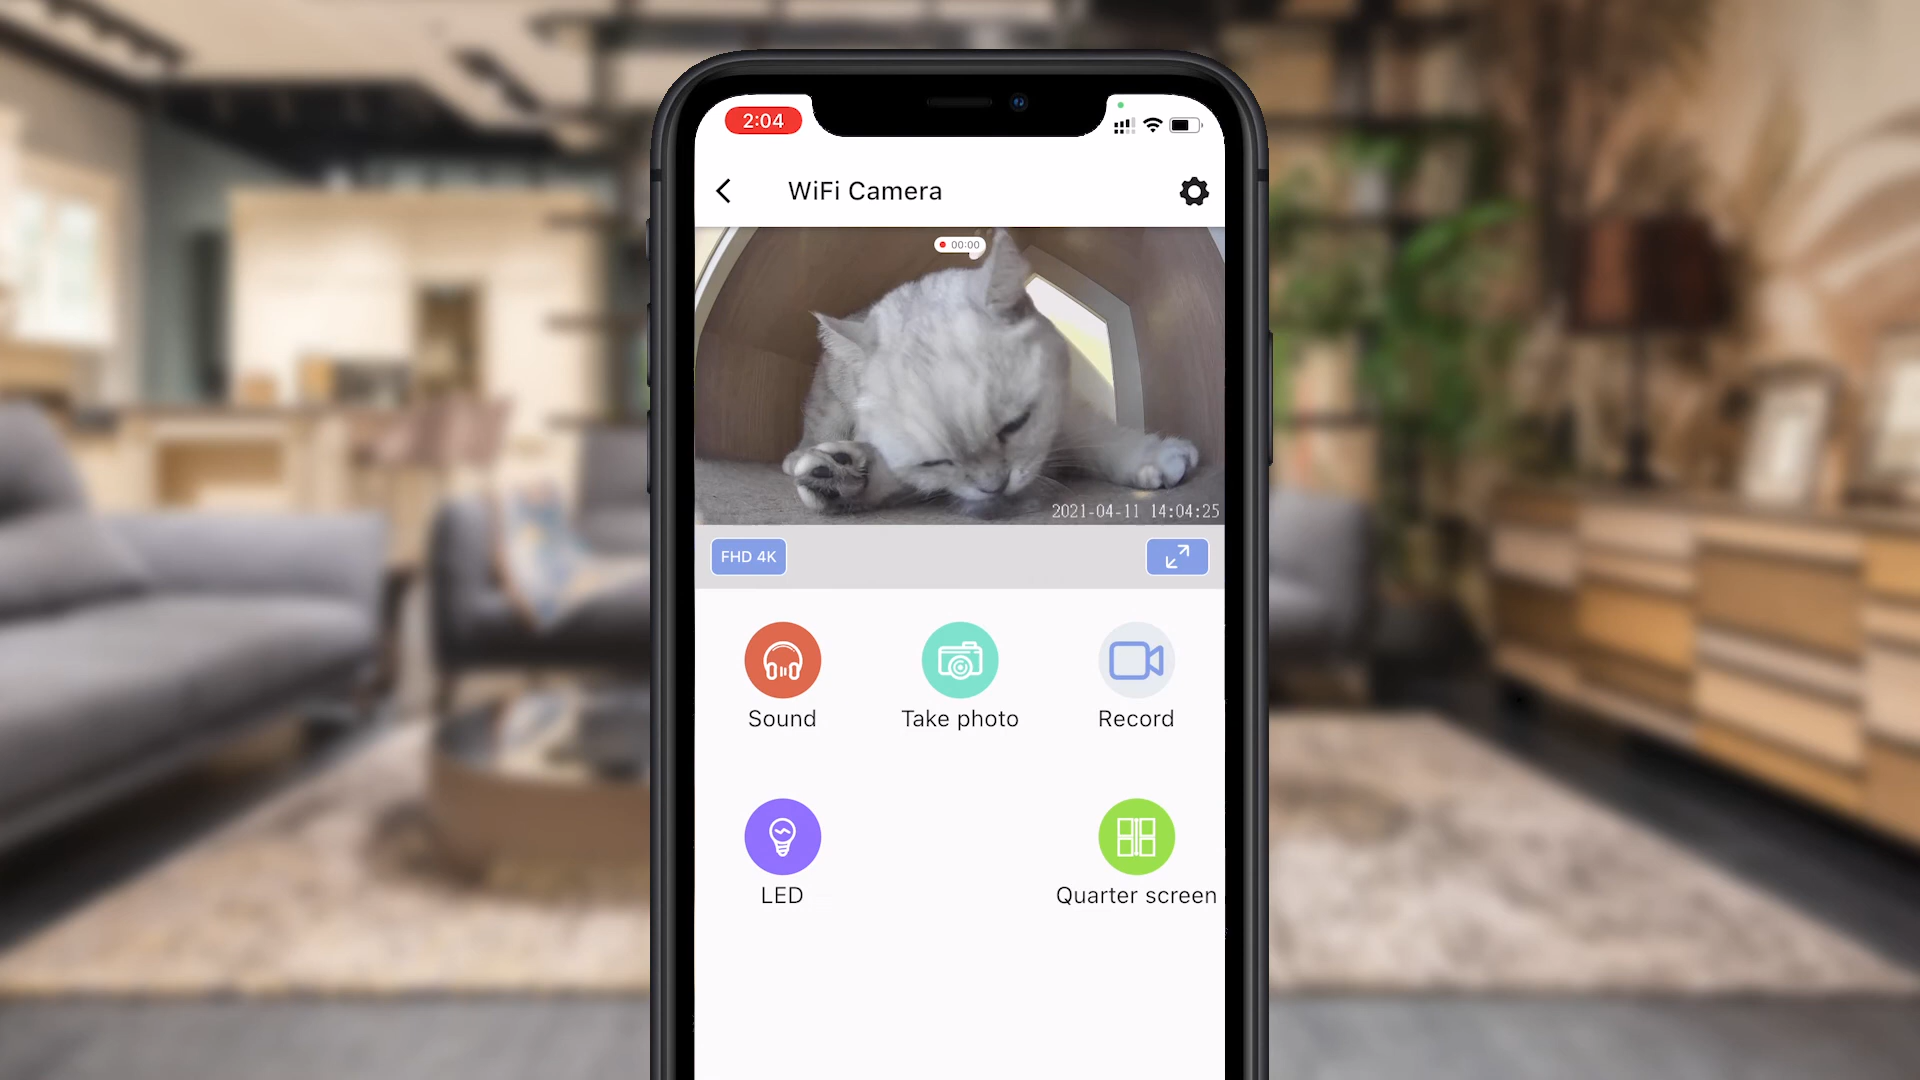 2:04
WiFi Camera
00:00
2021-04-11 14:04:25
FHD 4K
Sound
Take photo
Record
LED
Quarter screen